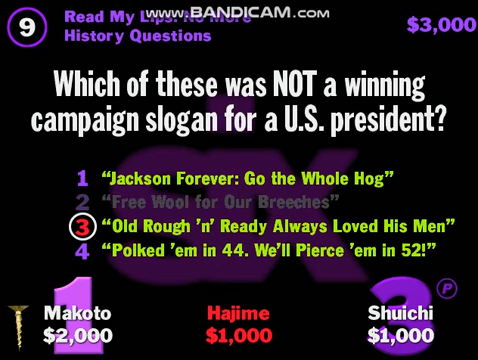 www.BANDICAM.com
9
Read My Lips: No More
History Questions
$3,000
Which of these was NOT a winning
campaign slogan for a U.S. president?
1 “Jackson Forever: Go the Whole Hog”
2 “Free Wool for Our Breeches”
3 “Old Rough ’n’ Ready Always Loved His Men”
4 “Polked ’em in 44. We’ll Pierce ’em in 52!”
1
3
P
Makoto
$2,000
Hajime
$1,000
Shuichi
$1,000